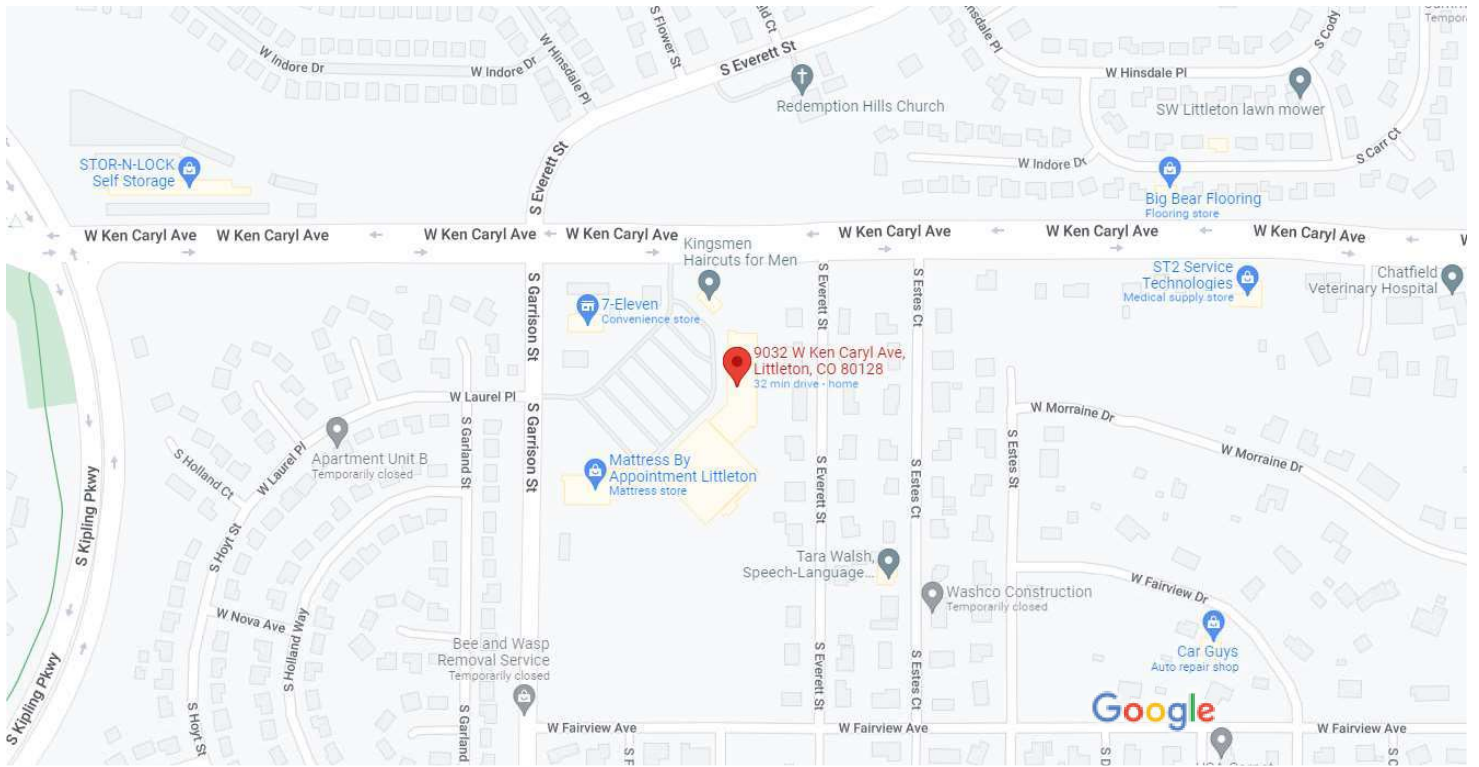 S Flower St
W Indore Dr
W Hinsdale Pl
W Indore Dr
S Everett St
Redemption Hills Church
W Hinsdale Pl
S Cody
SW Littleton lawn mower
STOR-N-LOCK
Self Storage
S Everett St
W Indore Dr
S Carr Ct
Big Bear Flooring
Flooring store
W Ken Caryl Ave
W Ken Caryl Ave
W Ken Caryl Ave
W Ken Caryl Ave
W Ken Caryl Ave
W Ken Caryl Ave
W Ken Caryl Ave
Kingsmen
Haircuts for Men
ST2 Service
Technologies
Medical supply store
Chatfield
Veterinary Hospital
7-Eleven
Convenience store
S Garrison St
S Everett St
S Estes Ct
9032 W Ken Caryl Ave,
Littleton, CO 80128
32 min drive - home
W Laurel Pl
W Morraine Dr
S Garland St
S Garrison St
Apartment Unit B
Temporarily closed
W Laurel Pl
S Holland Ct
Mattress By
Appointment Littleton
Mattress store
S Everett St
S Estes Ct
S Estes St
W Morraine Dr
S Kipling Pkwy
S Hoyt St
Tara Walsh,
Speech-Language...
Washco Construction
Temporarily closed
W Fairview Dr
W Nova Ave
S Holland Way
Bee and Wasp
Removal Service
Temporarily closed
S Everett St
S Estes Ct
Car Guys
Auto repair shop
S Kipling Pkwy
S Hoyt St
S Garland
W Fairview Ave
W Fairview Ave
W Fairview Ave
Google